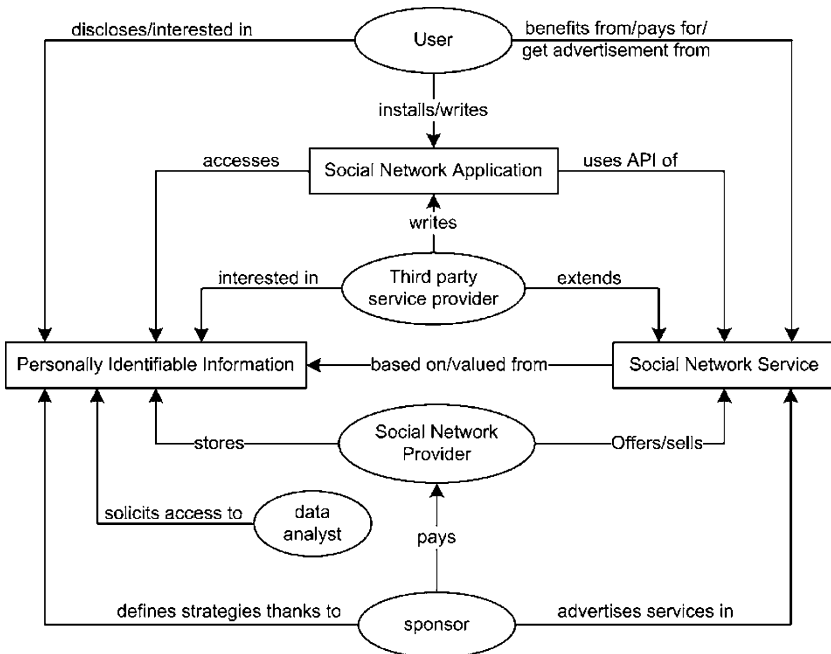 discloses/interested in
User
benefits from/pays for/
get advertisement from
installs/writes
accesses
Social Network Application
uses API of
writes
interested in
Third party
service provider
extends
Personally Identifiable Information
based on/valued from
Social Network Service
stores
Social Network
Provider
Offers/sells
solicits access to
data
analyst
pays
defines strategies thanks to
sponsor
advertises services in